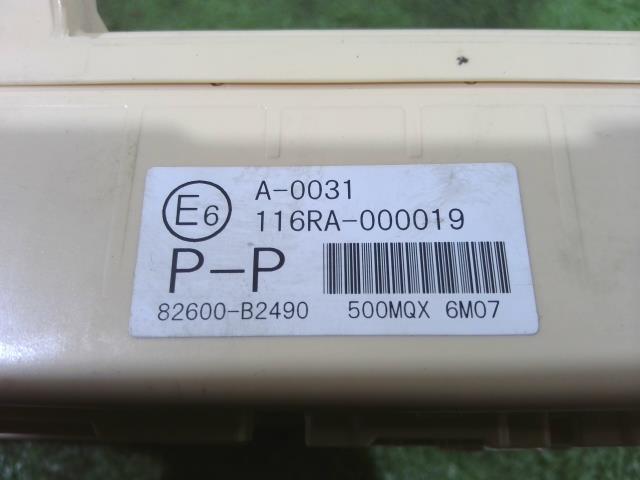 E6
A-0031
116RA-000019
P-P
82600-B2490 500MQX 6M07